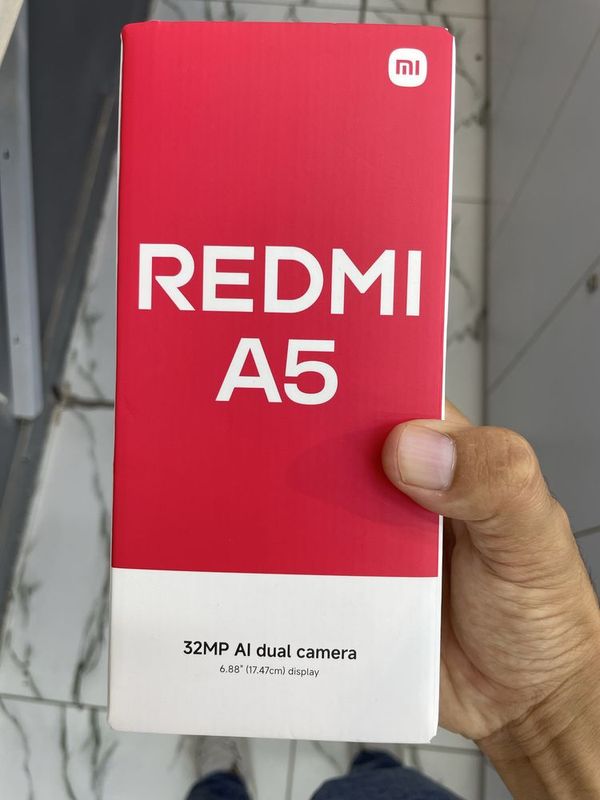 mi
REDMI
A5
32MP AI dual camera
6.88" (17.47cm) display